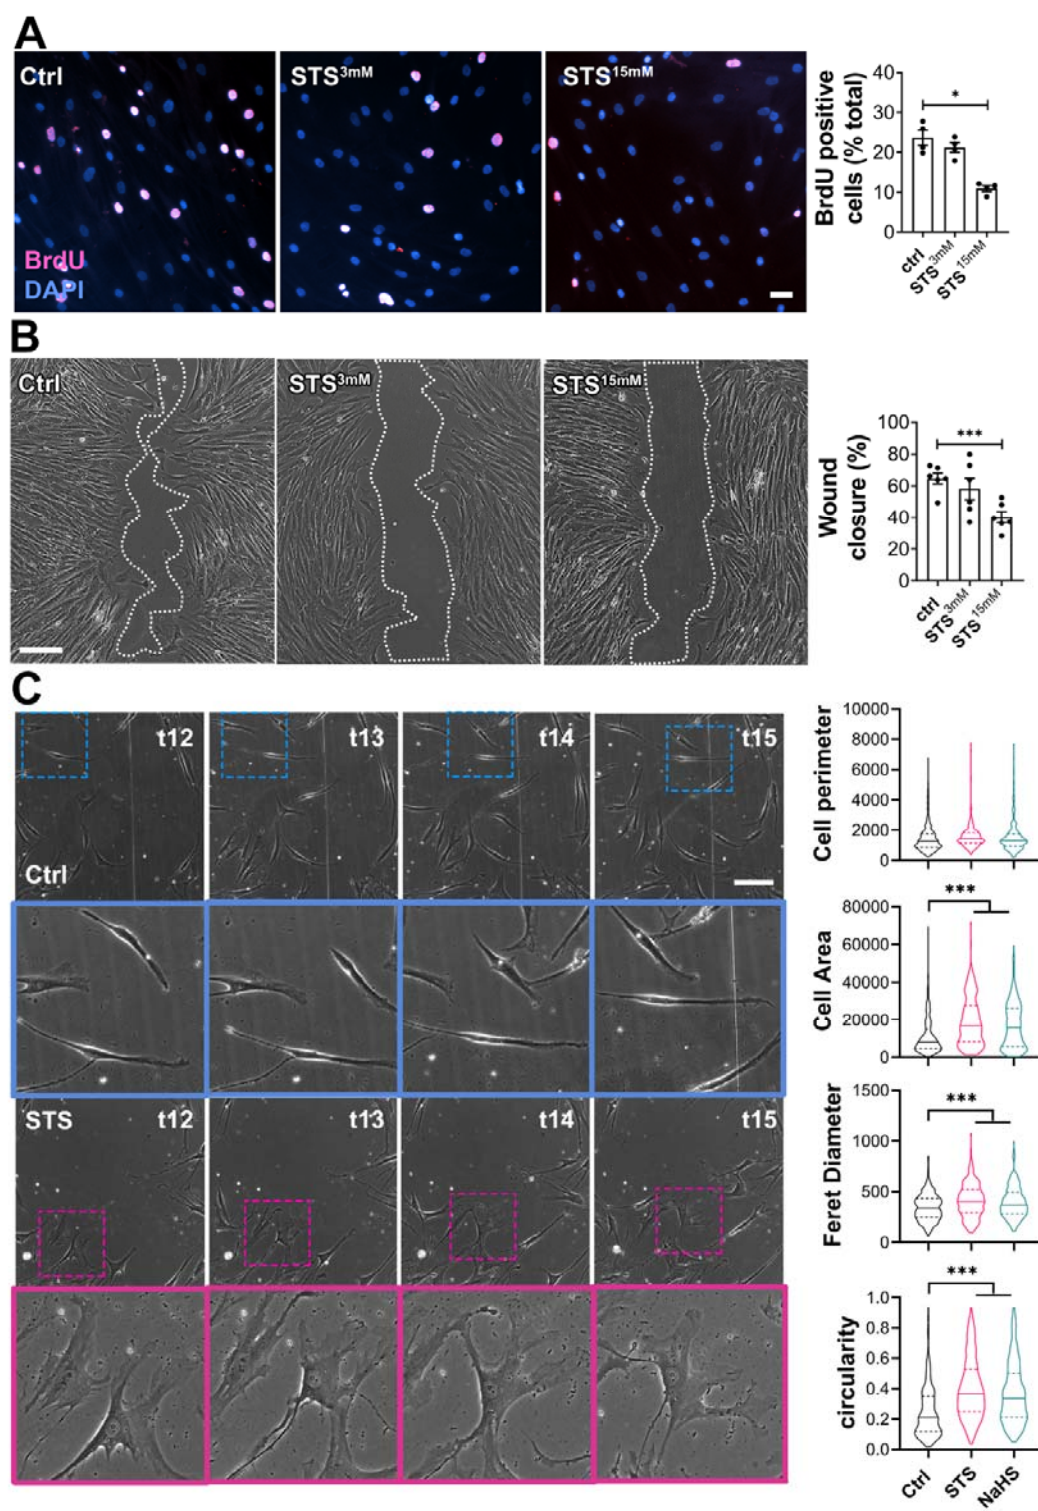 A
Ctrl
STS3mM
STS15mM
BrdU
DAPI
BrdU positive
cells (% total)
40
30
20
10
0
*
ctrl
STS3mM
STS15mM
B
Ctrl
STS3mM
STS15mM
Wound
closure (%)
100
80
60
40
20
0
***
ctrl
STS3mM
STS15mM
C
t12
t13
t14
t15
Ctrl
STS
t12
t13
t14
t15
Cell perimeter
10000
8000
6000
4000
2000
0
Cell Area
80000
60000
40000
20000
0
***
Feret Diameter
1500
1000
500
0
***
circularity
1.0
0.8
0.6
0.4
0.2
0.0
***
Ctrl
STS
NaHS